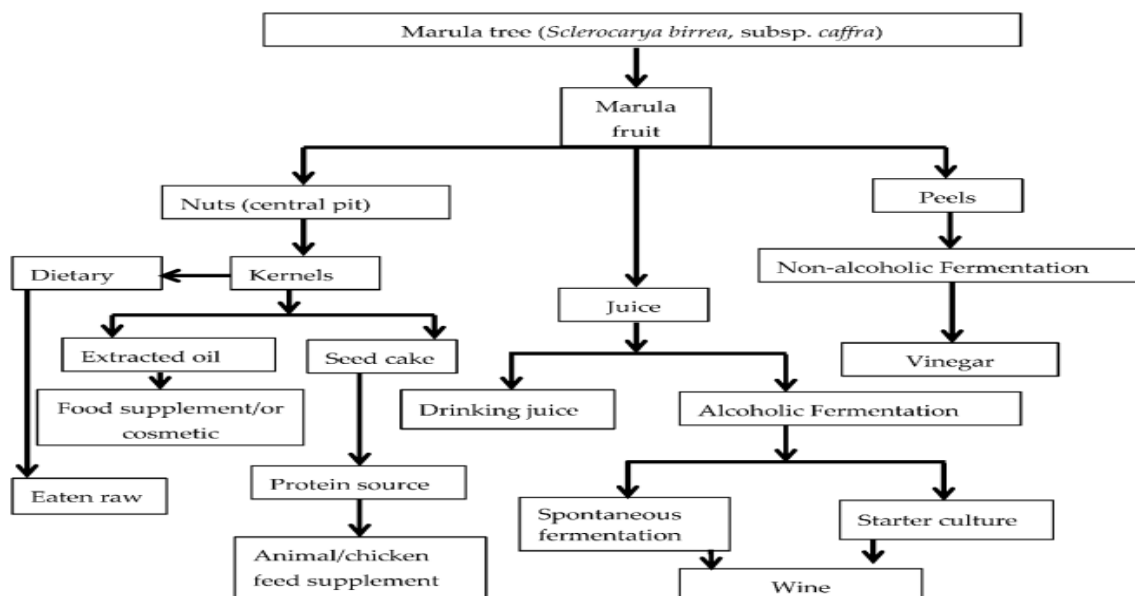 Marula tree (Sclerocarya birrea, subsp. caffra)
Marula
fruit
Nuts (central pit)
Peels
Dietary
Kernels
Non-alcoholic Fermentation
Juice
Extracted oil
Seed cake
Vinegar
Food supplement/or
cosmetic
Drinking juice
Alcoholic Fermentation
Eaten raw
Protein source
Spontaneous
fermentation
Starter culture
Animal/chicken
feed supplement
Wine